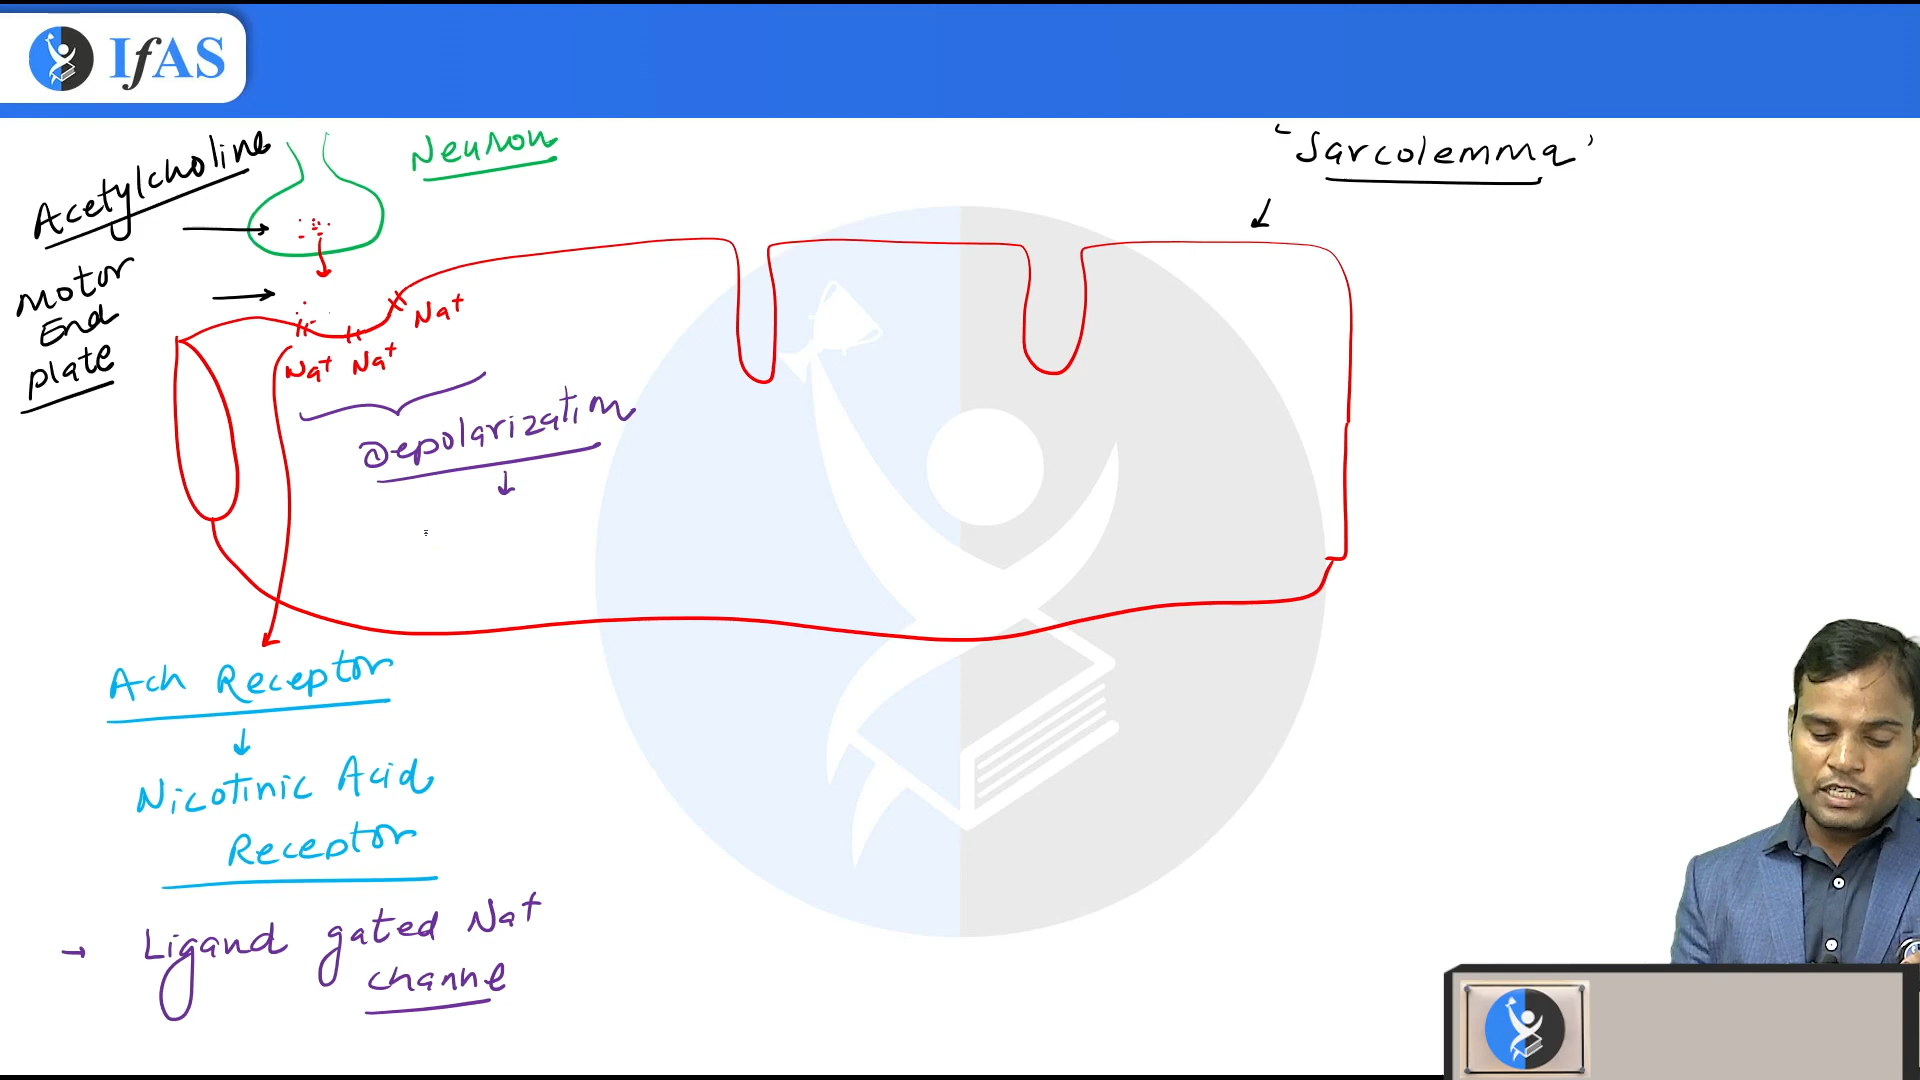 IfAS
Neuron
Acetylcholine
'Sarcolemma'
Motor
End
plate
Na+
Na+ Na+
Depolarization
Ach Receptor
Nicotinic Acid
Receptor
→ Ligand gated Na+
channel